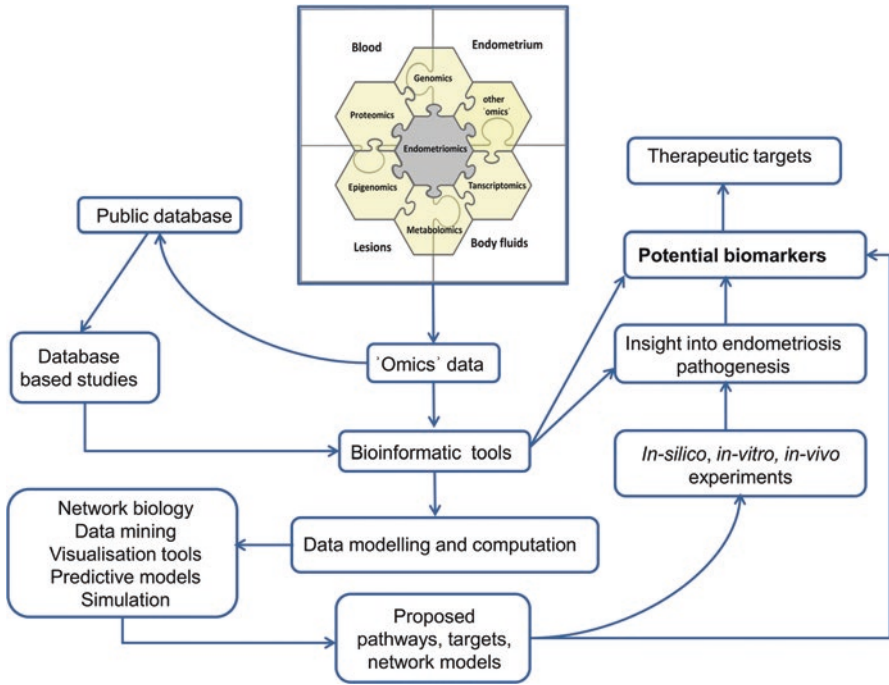 Blood
Endometrium
Genomics
Proteomics
other
'omics'
Endometriomics
Epigenomics
Tanscriptomics
Metabolomics
Lesions
Body fluids
Therapeutic targets
Public database
Potential biomarkers
Database
based studies
'Omics' data
Insight into endometriosis
pathogenesis
Bioinformatic tools
In-silico, in-vitro, in-vivo
experiments
Network biology
Data mining
Visualisation tools
Predictive models
Simulation
Data modelling and computation
Proposed
pathways, targets,
network models